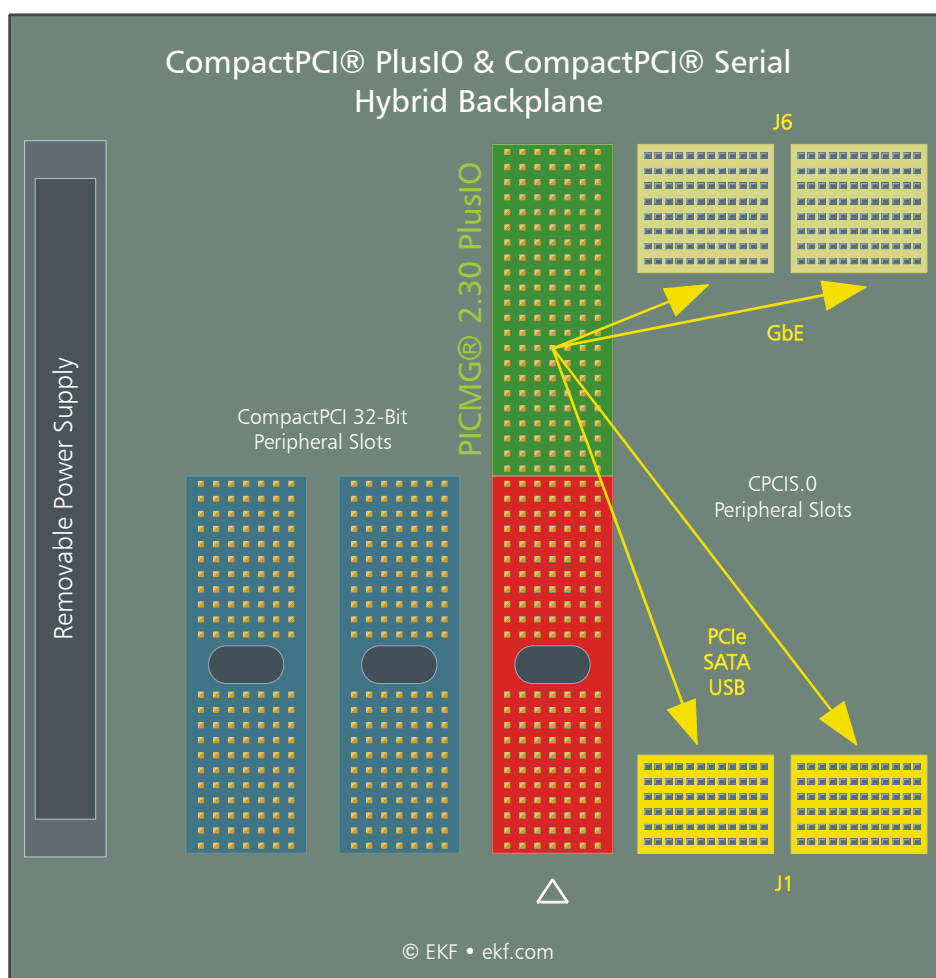 CompactPCI® PlusIO & CompactPCI® Serial
Hybrid Backplane
J6
PICMG® 2.30 PlusIO
GbE
Removable Power Supply
CompactPCI 32-Bit
Peripheral Slots
CPCIS.0
Peripheral Slots
PCIe
SATA
USB
J1
© EKF • ekf.com